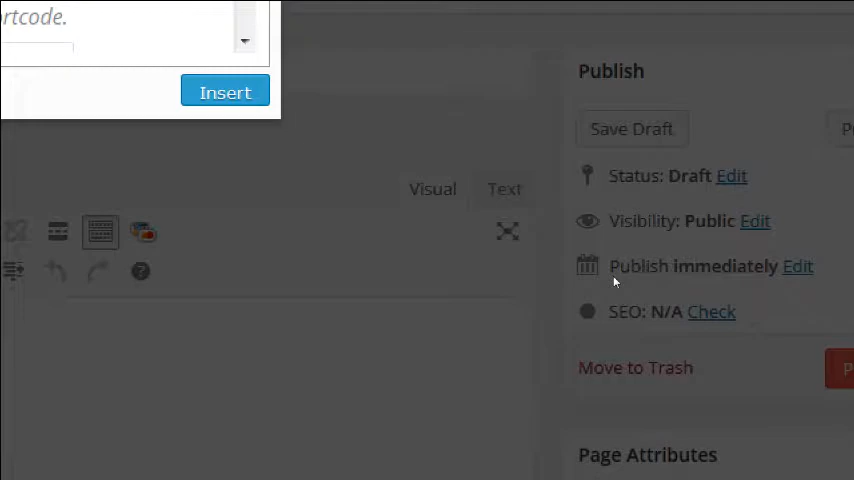 ortcode.
Insert
Publish
Save Draft
Status: Draft Edit
Visual Text
Visibility: Public Edit
Publish immediately Edit
SEO: N/A Check
Move to Trash
Page Attributes